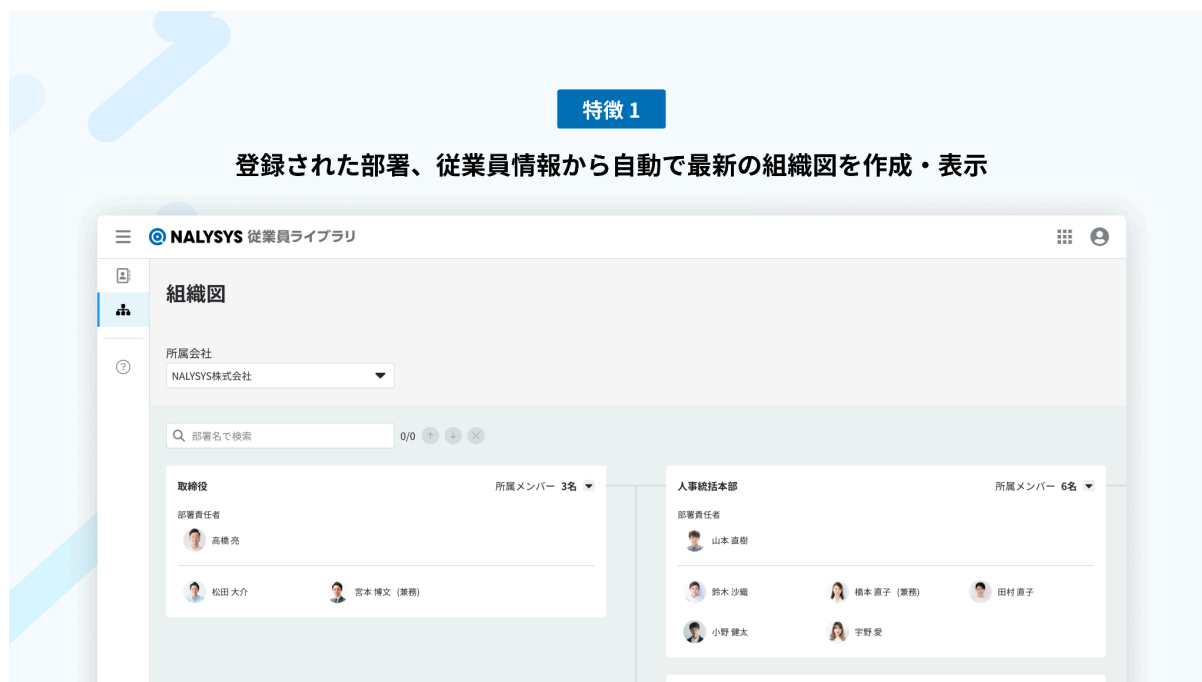 特徴 1
登録された部署、従業員情報から自動で最新の組織図を作成・表示
NALYSYS 従業員ライブラリ
組織図
所属会社
NALYSYS株式会社
部署名で検索
0/0
取締役
所属メンバー 3名
部署責任者
高橋 亮
松田 大介
宮本 博文 (兼務)
人事統括本部
所属メンバー 6名
部署責任者
山本 直樹
鈴木 沙織
橋本 直子 (兼務)
田村 直子
小野 健太
宇野 愛